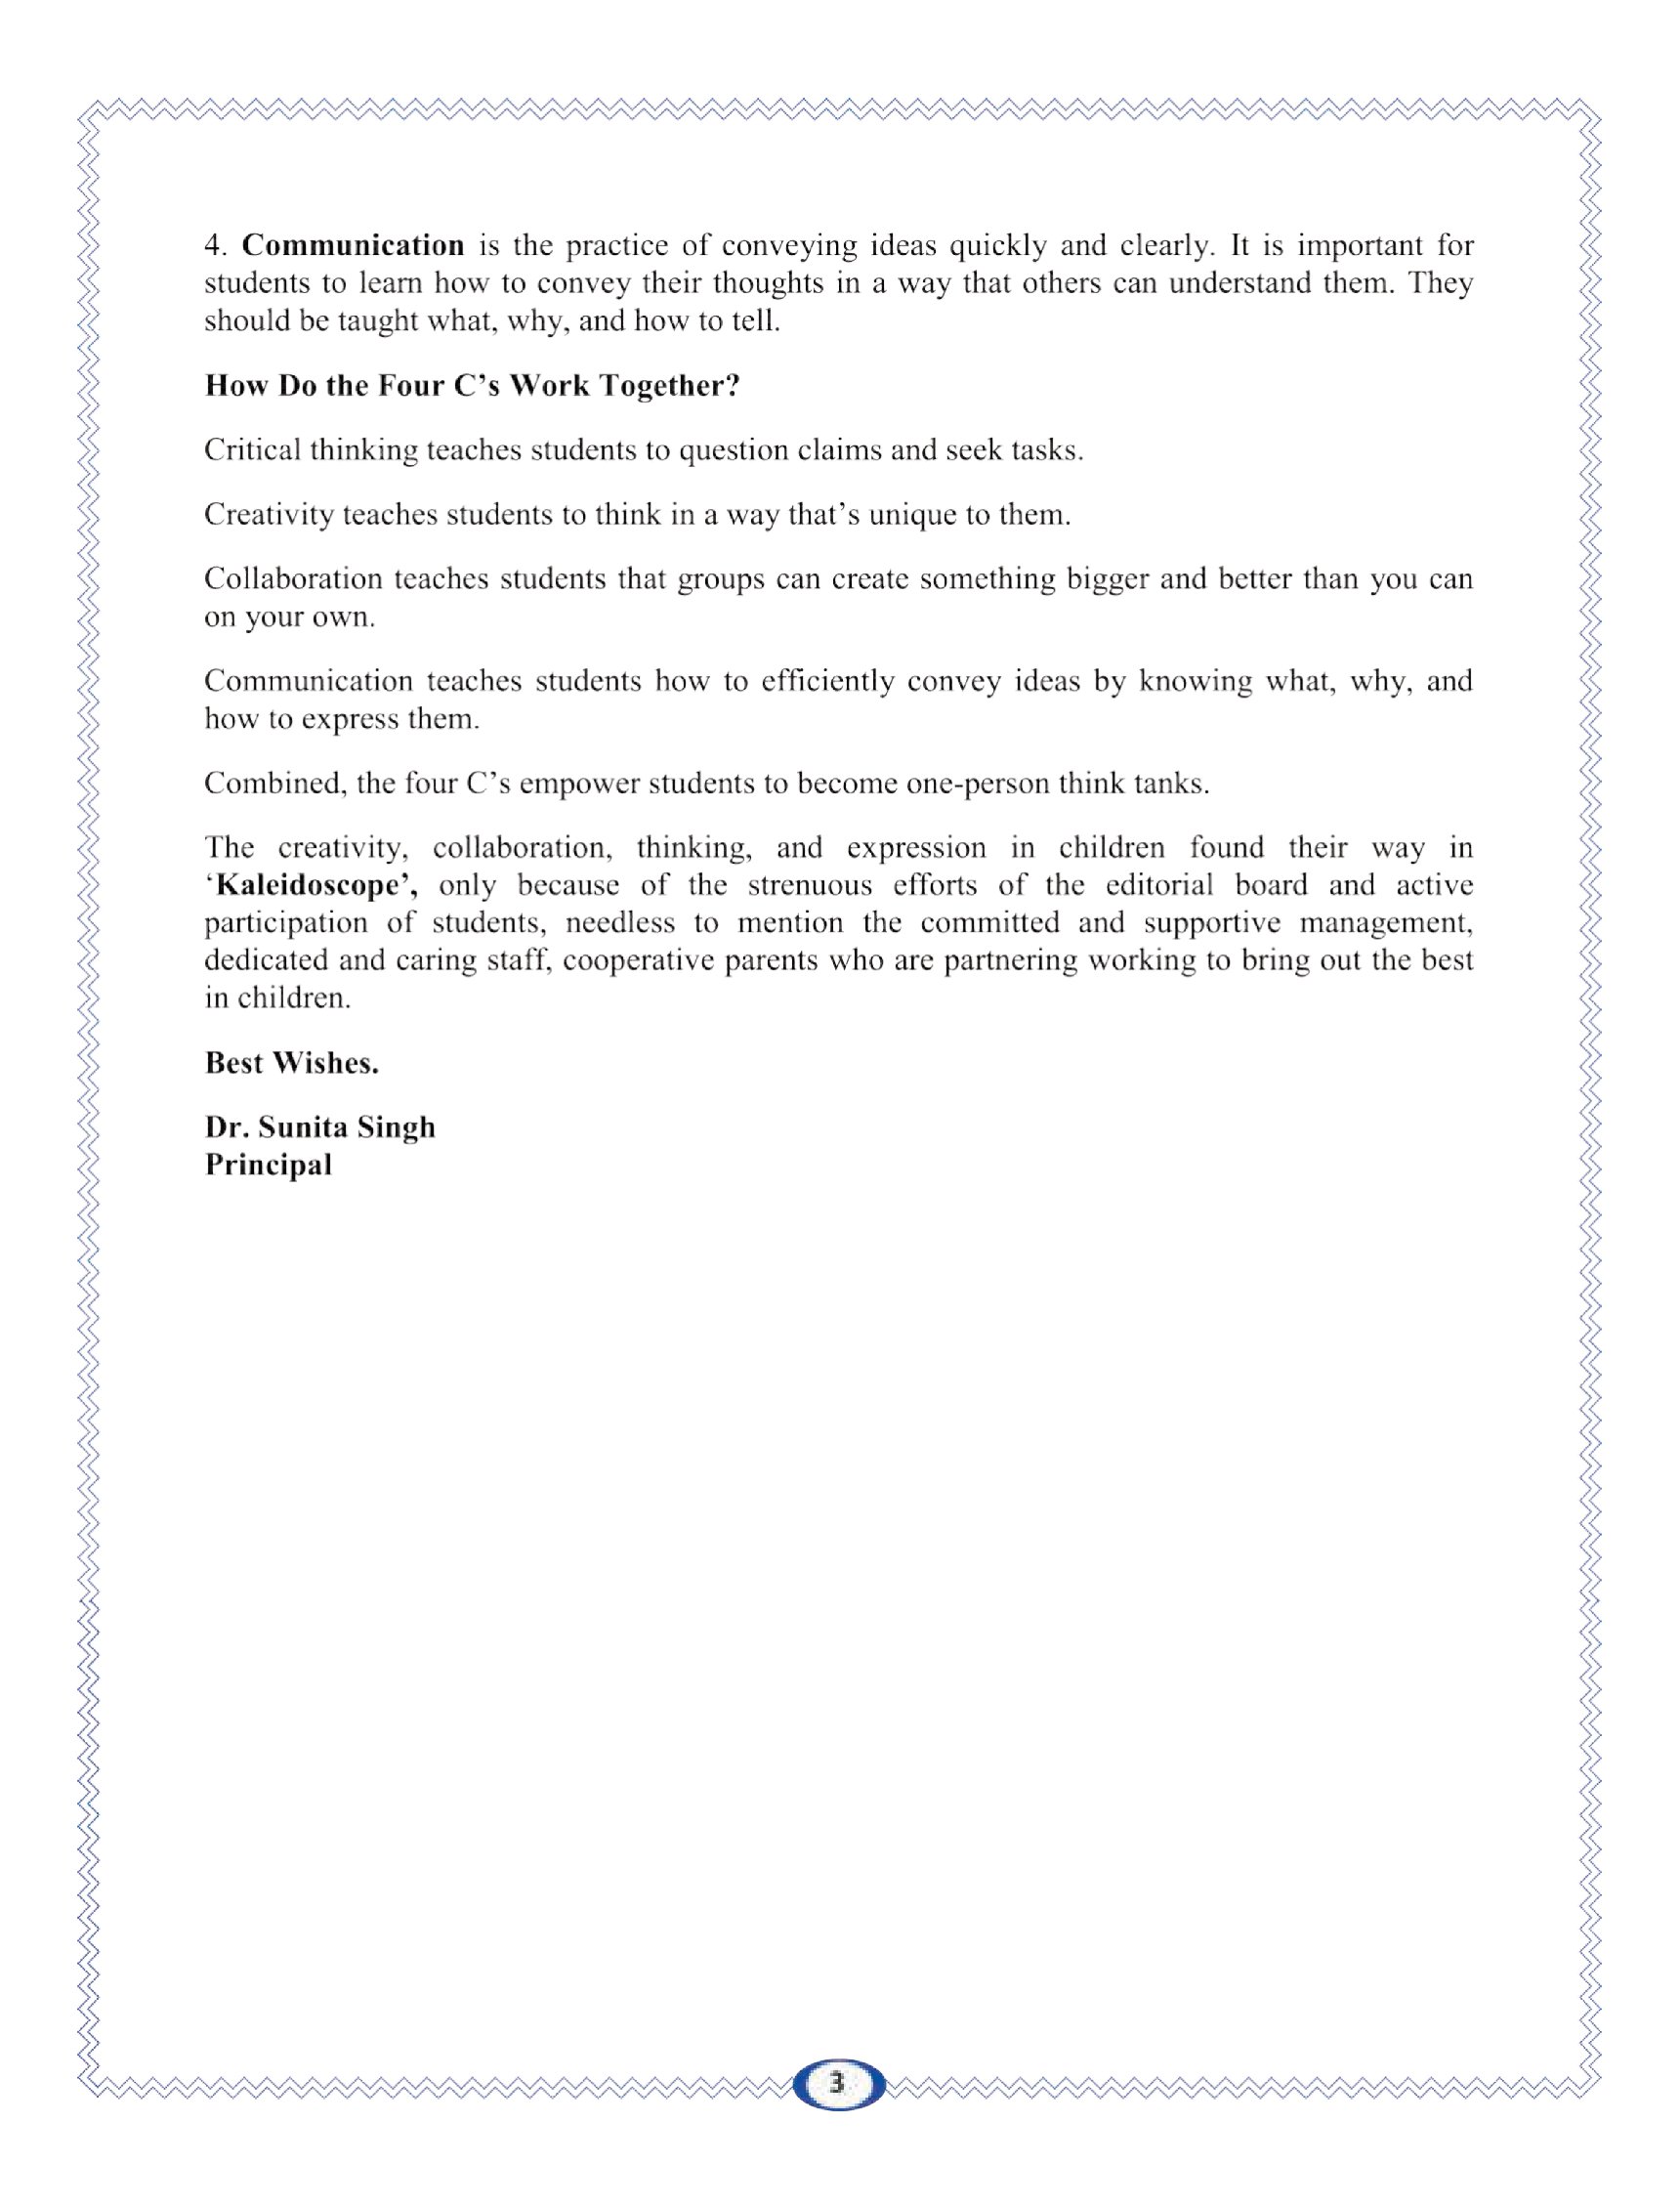 4. Communication is the practice of conveying ideas quickly and clearly. It is important for
students to learn how to convey their thoughts in a way that others can understand them. They
should be taught what, why, and how to tell.
How Do the Four C’s Work Together?
Critical thinking teaches students to question claims and seek tasks.
Creativity teaches students to think in a way that’s unique to them.
Collaboration teaches students that groups can create something bigger and better than you can
on your own.
Communication teaches students how to efficiently convey ideas by knowing what, why, and
how to express them.
Combined, the four C’s empower students to become one-person think tanks.
The creativity, collaboration, thinking, and expression in children found their way in
‘Kaleidoscope’, only because of the strenuous efforts of the editorial board and active
participation of students, needless to mention the committed and supportive management,
dedicated and caring staff, cooperative parents who are partnering working to bring out the best
in children.
Best Wishes.
Dr. Sunita Singh
Principal
3